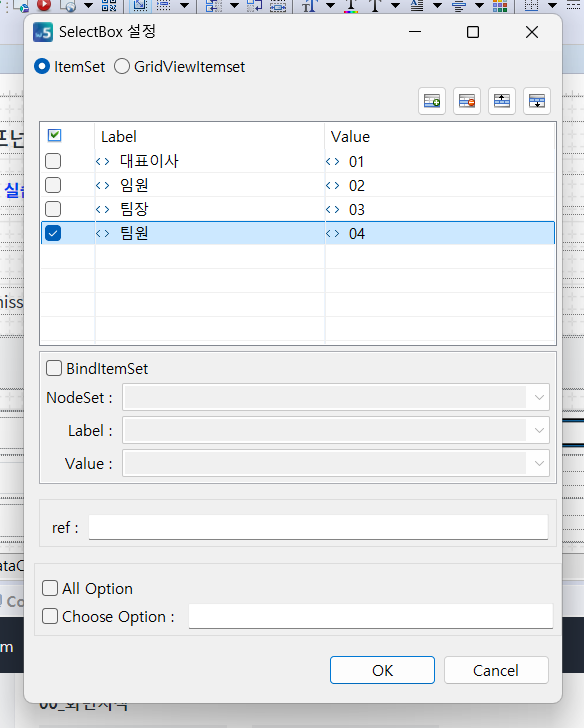 SelectBox 설정
ItemSet GridViewItemset
Label Value
대표이사 01
임원 02
팀장 03
팀원 04
BindItemSet
NodeSet :
Label :
Value :
ref :
All Option
Choose Option :
OK Cancel